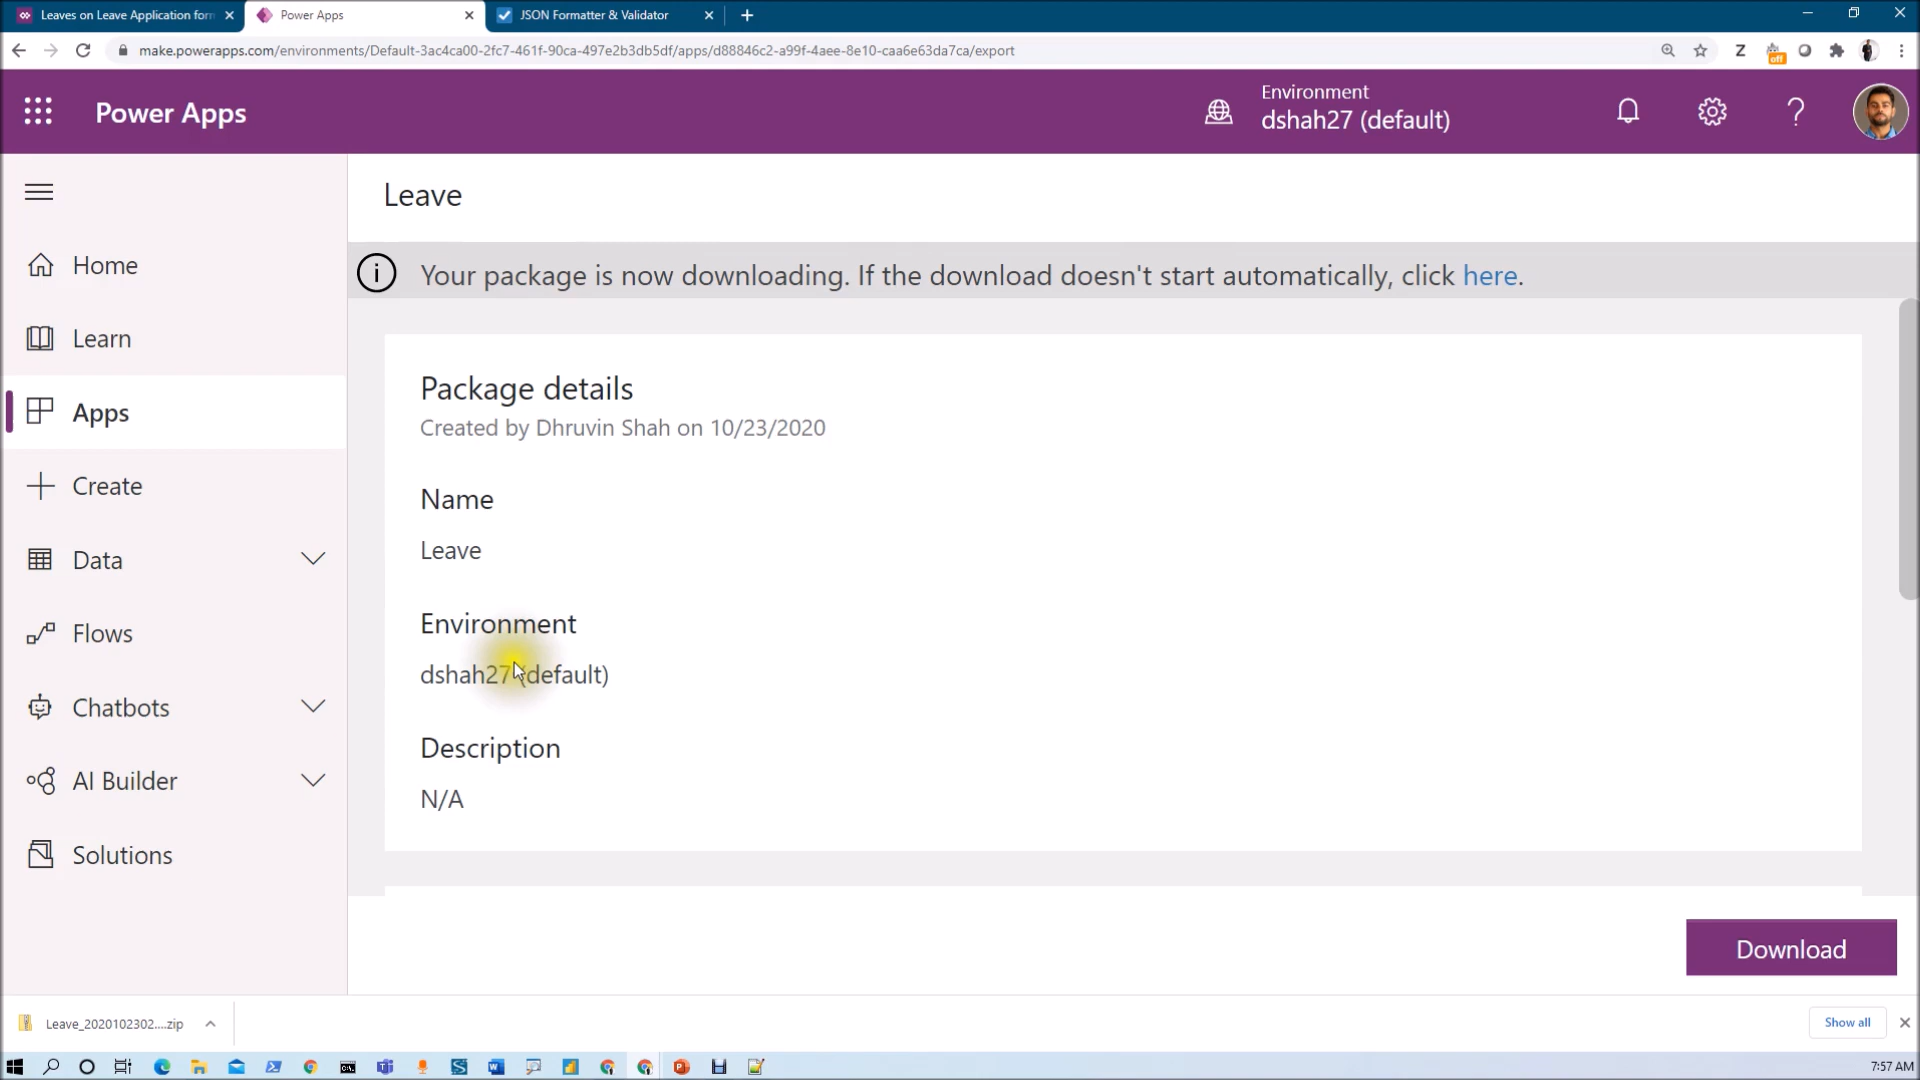 Leaves on Leave Application form
Power Apps
JSON Formatter & Validator
make.powerapps.com/environments/Default-3ac4ca00-2fc7-461f-90ca-497e2b3db5df/apps/d88846c2-a99f-4aee-8e10-caa6e63da7ca/export
Z
off
Power Apps
Environment
dshah27 (default)
Leave
Your package is now downloading. If the download doesn't start automatically, click here.
Home
Learn
Apps
Create
Data
Flows
Chatbots
AI Builder
Solutions
Package details
Created by Dhruvin Shah on 10/23/2020
Name
Leave
Environment
dshah27 (default)
Description
N/A
Download
Leave_2020102302....zip
Show all
7:57 AM